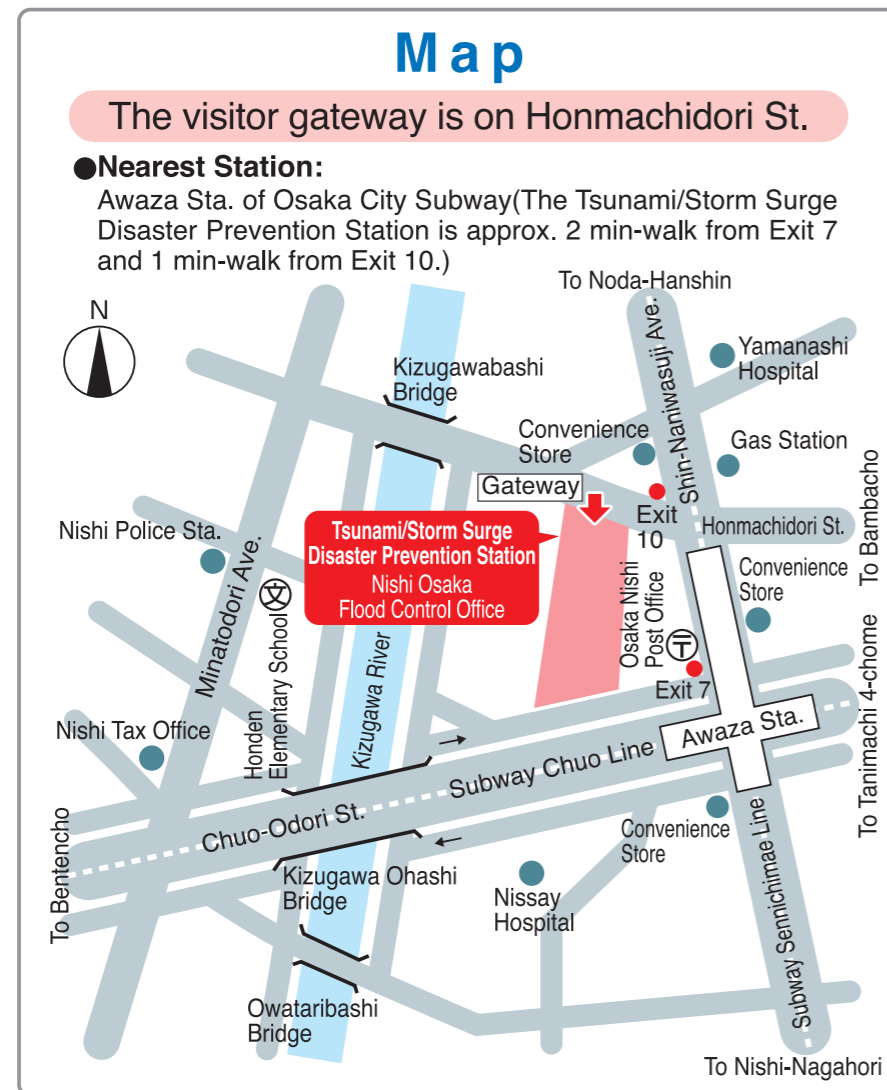 Map
The visitor gateway is on Honmachidori St.
●Nearest Station:
Awaza Sta. of Osaka City Subway(The Tsunami/Storm Surge
Disaster Prevention Station is approx. 2 min-walk from Exit 7
and 1 min-walk from Exit 10.)
To Noda-Hanshin
N
Shin-Naniwasuji Ave.
Yamanashi
Hospital
Kizugawabashi
Bridge
Convenience
Store
Gas Station
Gateway
Exit
10
Honmachidori St.
To Bambacho
Nishi Police Sta.
Tsunami/Storm Surge
Disaster Prevention Station
Nishi Osaka
Flood Control Office
Convenience
Store
Minatodori Ave.
文
Honden
Elementary School
Kizugawa River
Osaka Nishi
Post Office
〒
Exit 7
Nishi Tax Office
Awaza Sta.
To Tanimachi 4-chome
Subway Chuo Line
Chuo-Odori St.
To Bentencho
Convenience
Store
Kizugawa Ohashi
Bridge
Nissay
Hospital
Subway Sennichimae Line
Owataribashi
Bridge
To Nishi-Nagahori